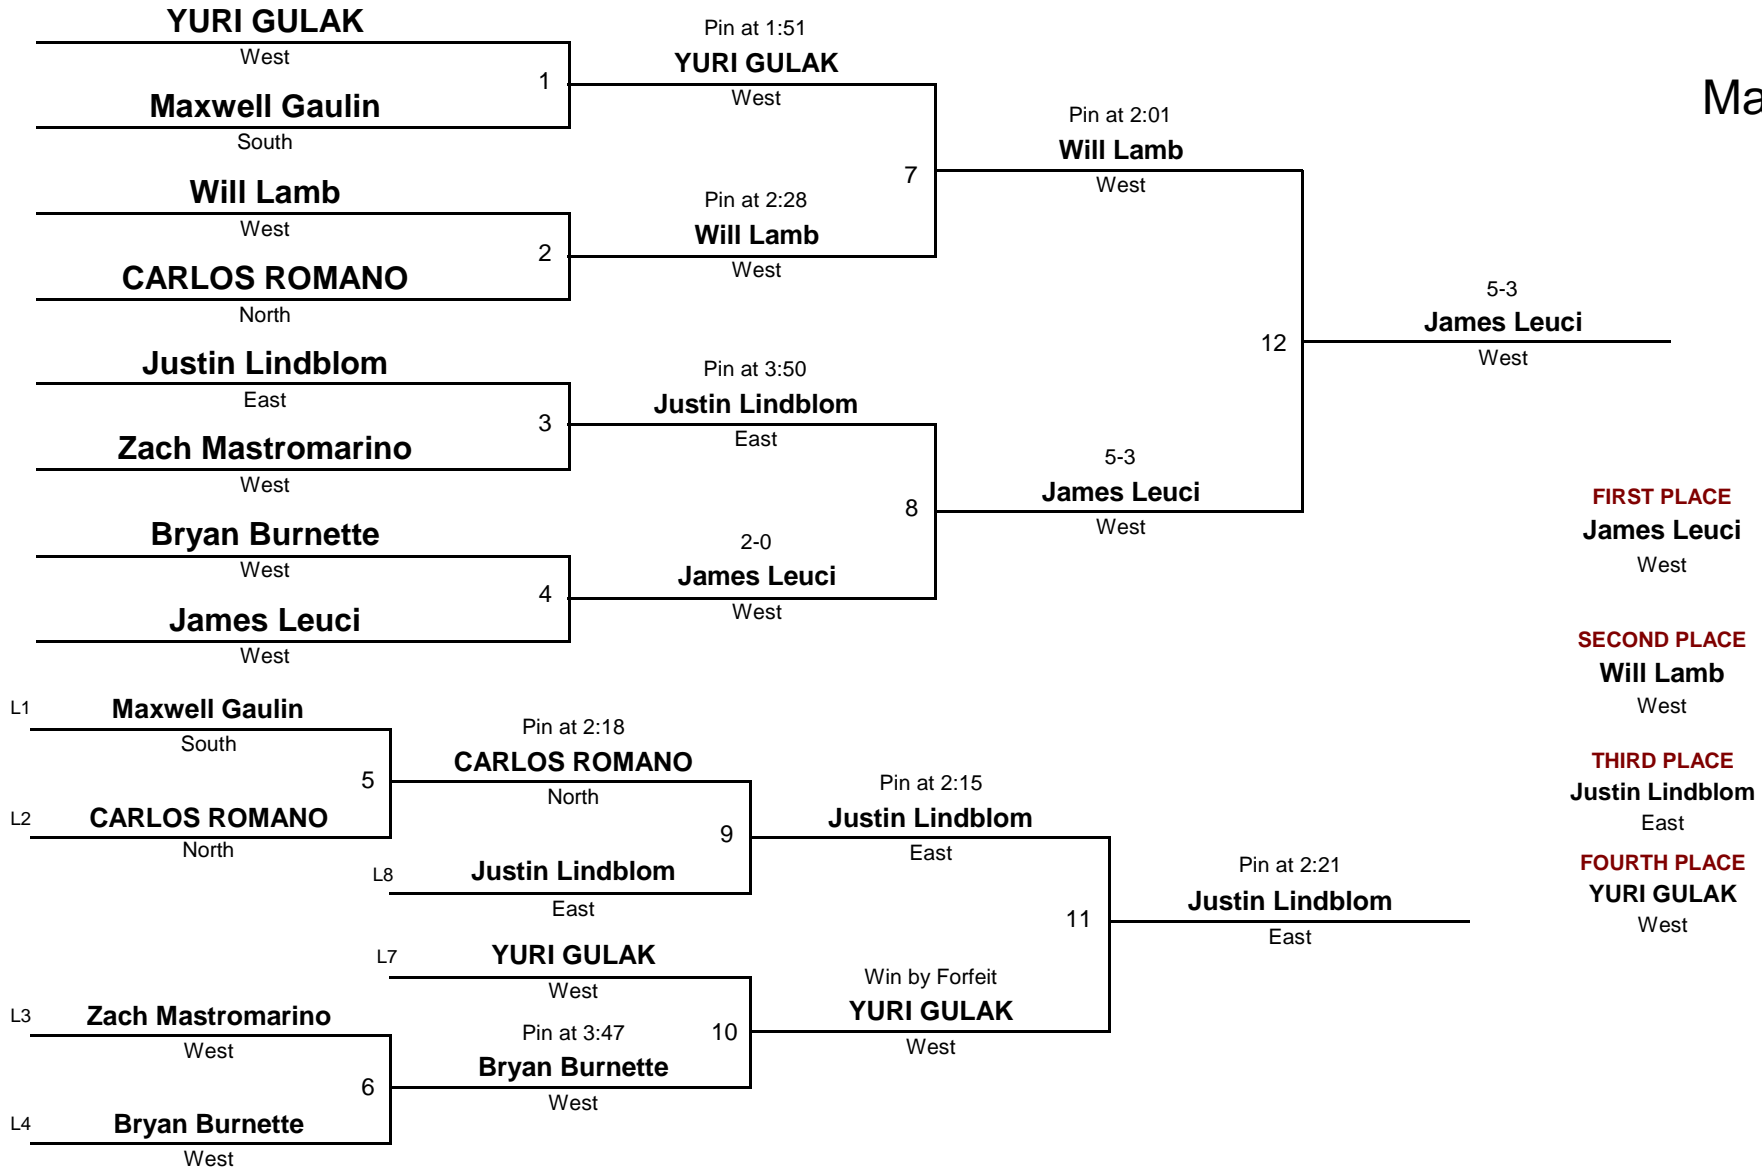 YURI GULAK
West
1
Maxwell Gaulin
South
Will Lamb
West
2
CARLOS ROMANO
North
Justin Lindblom
East
3
Zach Mastromarino
West
Bryan Burnette
West
4
James Leuci
West
Pin at 1:51
YURI GULAK
West
7
Pin at 2:28
Will Lamb
West
Pin at 3:50
Justin Lindblom
East
8
2-0
James Leuci
West
Pin at 2:01
Will Lamb
West
12
5-3
James Leuci
West
5-3
James Leuci
West
Ma
FIRST PLACE
James Leuci
West
SECOND PLACE
Will Lamb
West
THIRD PLACE
Justin Lindblom
East
FOURTH PLACE
YURI GULAK
West
L1
Maxwell Gaulin
South
5
L2
CARLOS ROMANO
North
Pin at 2:18
CARLOS ROMANO
North
9
L8
Justin Lindblom
East
L7
YURI GULAK
West
10
L3
Zach Mastromarino
West
6
L4
Bryan Burnette
West
Pin at 3:47
Bryan Burnette
West
Pin at 2:15
Justin Lindblom
East
11
Win by Forfeit
YURI GULAK
West
Pin at 2:21
Justin Lindblom
East